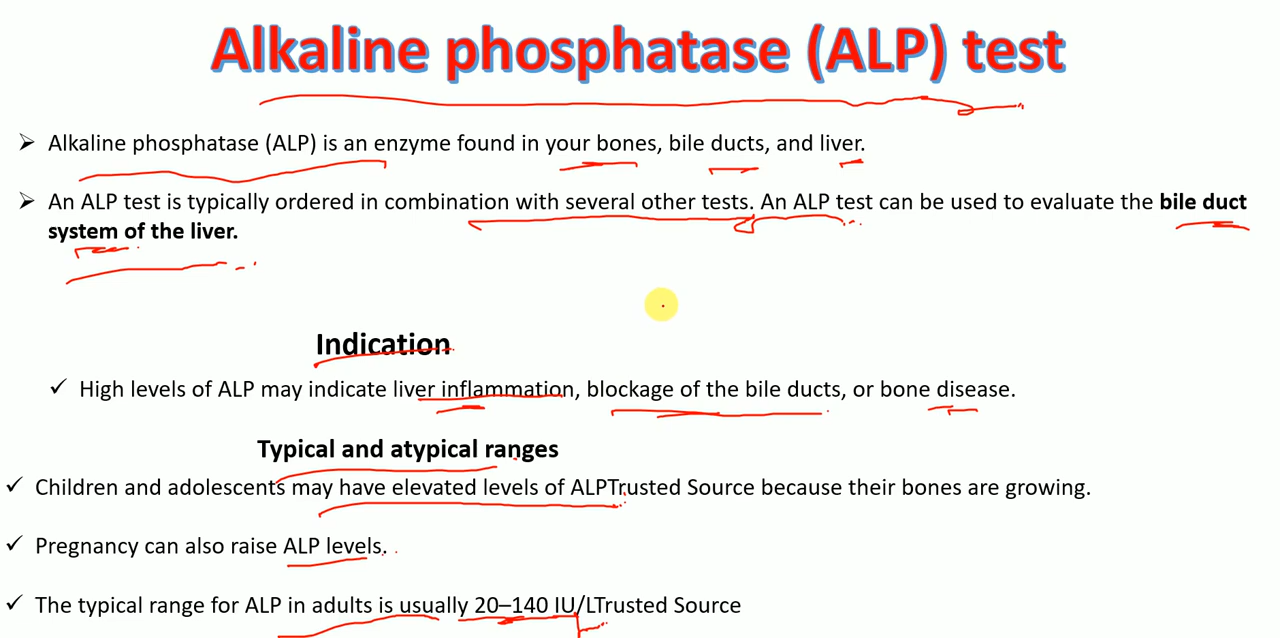 Alkaline phosphatase (ALP) test
➢ Alkaline phosphatase (ALP) is an enzyme found in your bones, bile ducts, and liver.
➢ An ALP test is typically ordered in combination with several other tests. An ALP test can be used to evaluate the bile duct
system of the liver.
Indication
✓ High levels of ALP may indicate liver inflammation, blockage of the bile ducts, or bone disease.
Typical and atypical ranges
✓ Children and adolescents may have elevated levels of ALPTrusted Source because their bones are growing.
✓ Pregnancy can also raise ALP levels.
✓ The typical range for ALP in adults is usually 20–140 IU/LTrusted Source